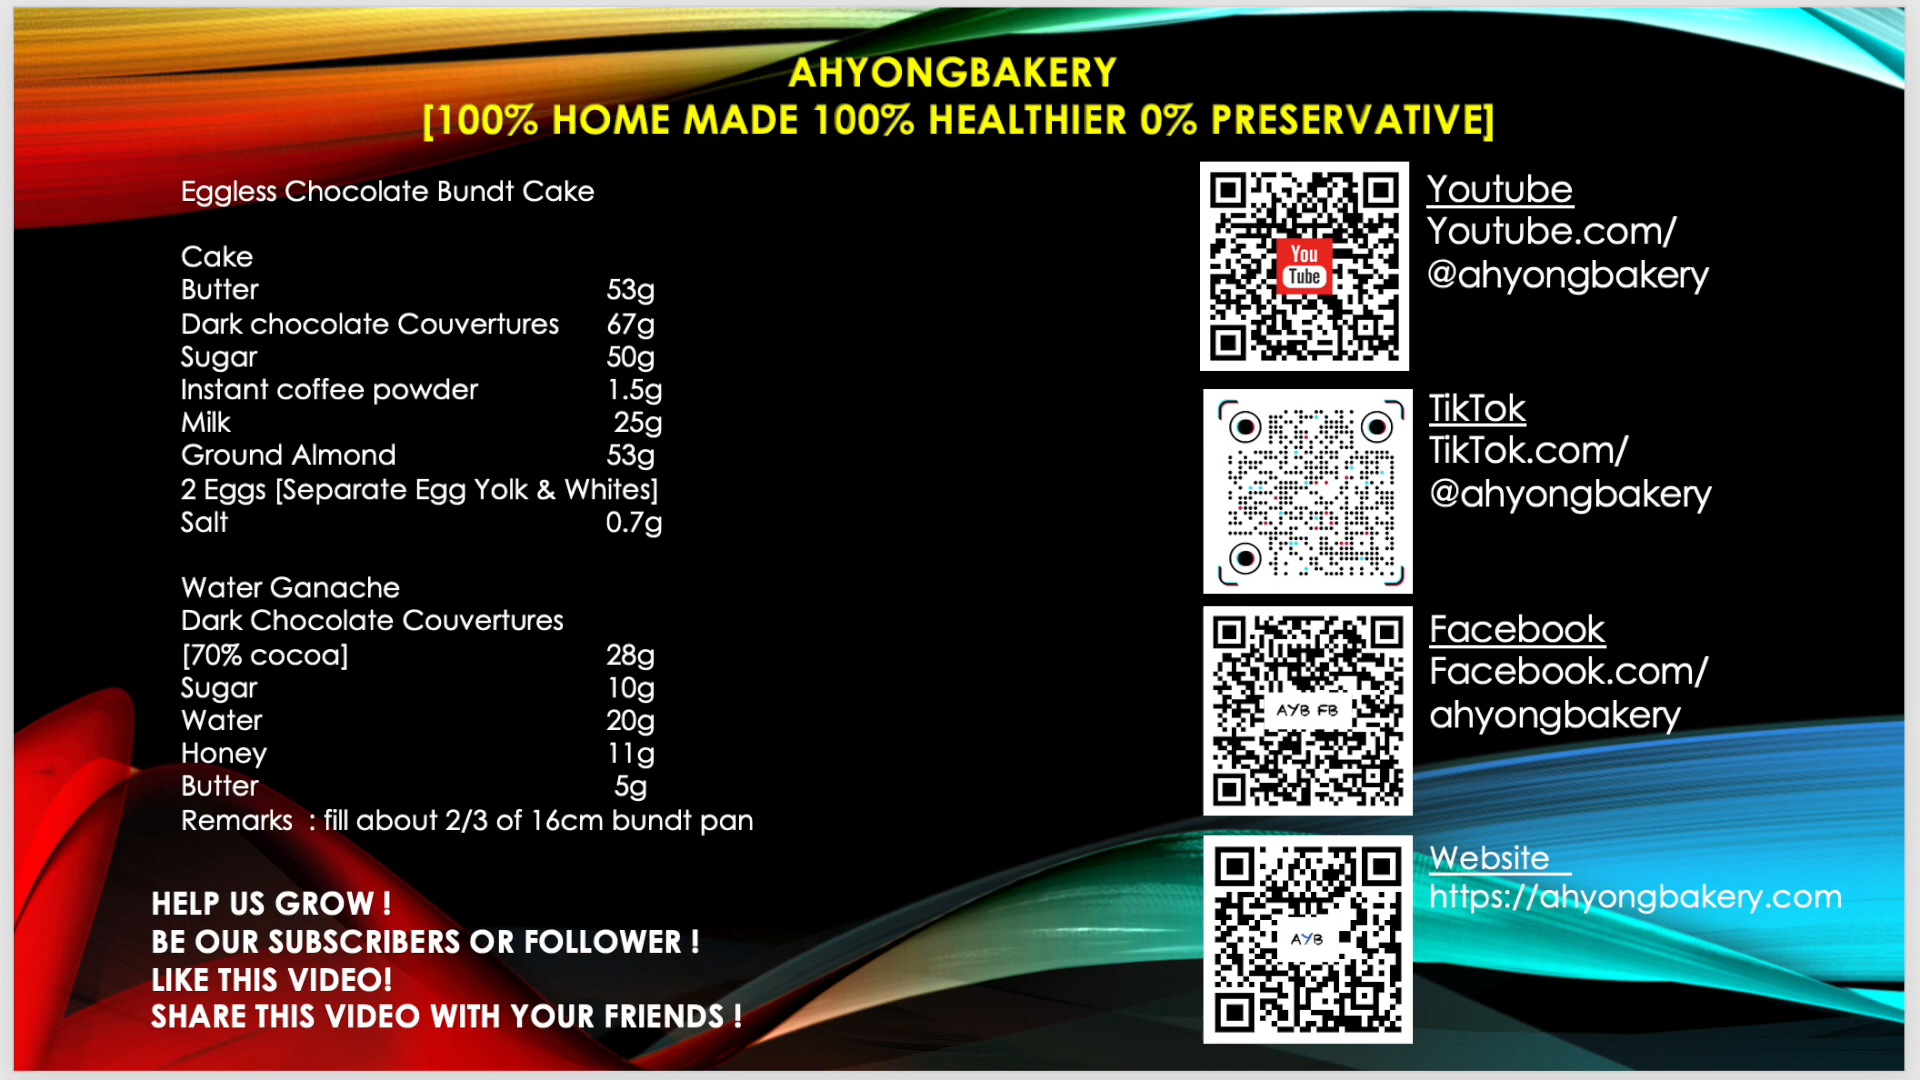 AHYONGBAKERY
[100% HOME MADE 100% HEALTHIER 0% PRESERVATIVE]
Eggless Chocolate Bundt Cake
Cake
Butter 53g
Dark chocolate Couvertures 67g
Sugar 50g
Instant coffee powder 1.5g
Milk 25g
Ground Almond 53g
2 Eggs [Separate Egg Yolk & Whites]
Salt 0.7g
Water Ganache
Dark Chocolate Couvertures
[70% cocoa] 28g
Sugar 10g
Water 20g
Honey 11g
Butter 5g
Remarks : fill about 2/3 of 16cm bundt pan
HELP US GROW !
BE OUR SUBSCRIBERS OR FOLLOWER !
LIKE THIS VIDEO!
SHARE THIS VIDEO WITH YOUR FRIENDS !
You
Tube
Youtube
Youtube.com/
@ahyongbakery
TikTok
TikTok.com/
@ahyongbakery
AYB FB
Facebook
Facebook.com/
ahyongbakery
AYB
Website
https://ahyongbakery.com